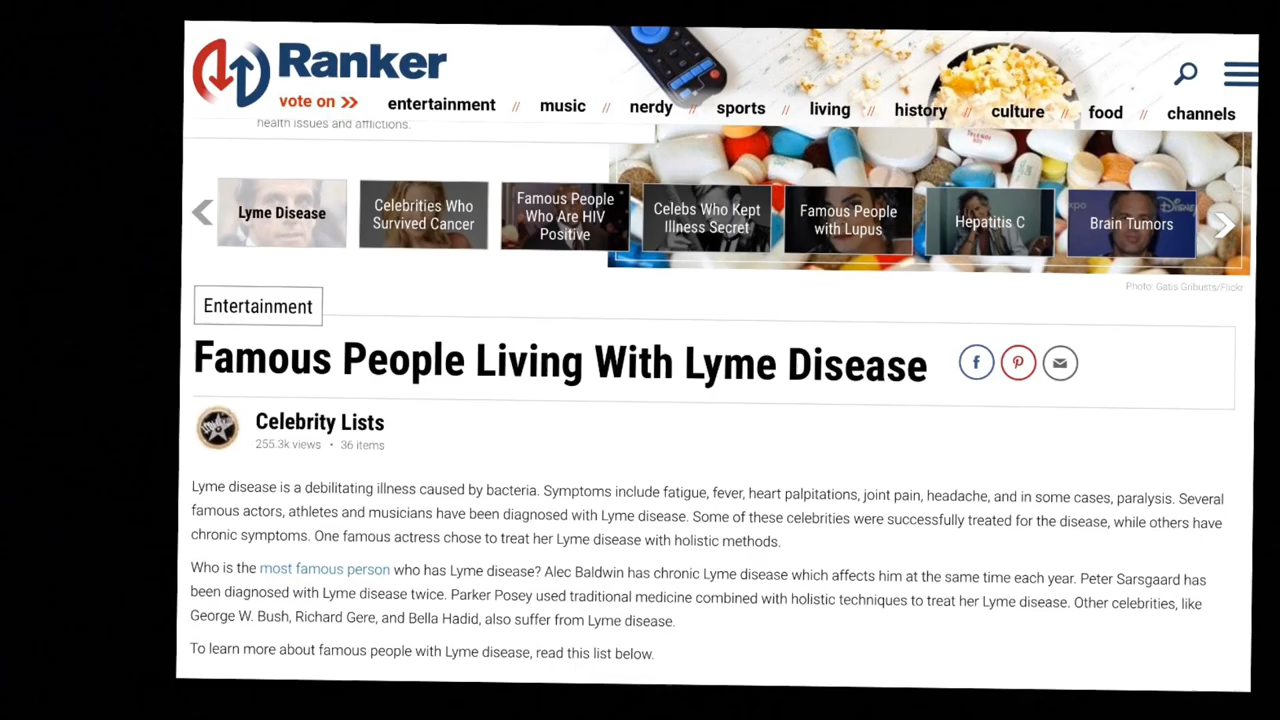 Ranker
vote on >> entertainment // music // nerdy // sports // living // history // culture // food // channels
health issues and afflictions.
Lyme Disease
Celebrities Who
Survived Cancer
Famous People
Who Are HIV
Positive
Celebs Who Kept
Illness Secret
Famous People
with Lupus
Hepatitis C
Brain Tumors
Photo: Gatis Gribusts/Flickr
Entertainment
Famous People Living With Lyme Disease
Celebrity Lists
255.3k views • 36 items
Lyme disease is a debilitating illness caused by bacteria. Symptoms include fatigue, fever, heart palpitations, joint pain, headache, and in some cases, paralysis. Several
famous actors, athletes and musicians have been diagnosed with Lyme disease. Some of these celebrities were successfully treated for the disease, while others have
chronic symptoms. One famous actress chose to treat her Lyme disease with holistic methods.
Who is the most famous person who has Lyme disease? Alec Baldwin has chronic Lyme disease which affects him at the same time each year. Peter Sarsgaard has
been diagnosed with Lyme disease twice. Parker Posey used traditional medicine combined with holistic techniques to treat her Lyme disease. Other celebrities, like
George W. Bush, Richard Gere, and Bella Hadid, also suffer from Lyme disease.
To learn more about famous people with Lyme disease, read this list below.